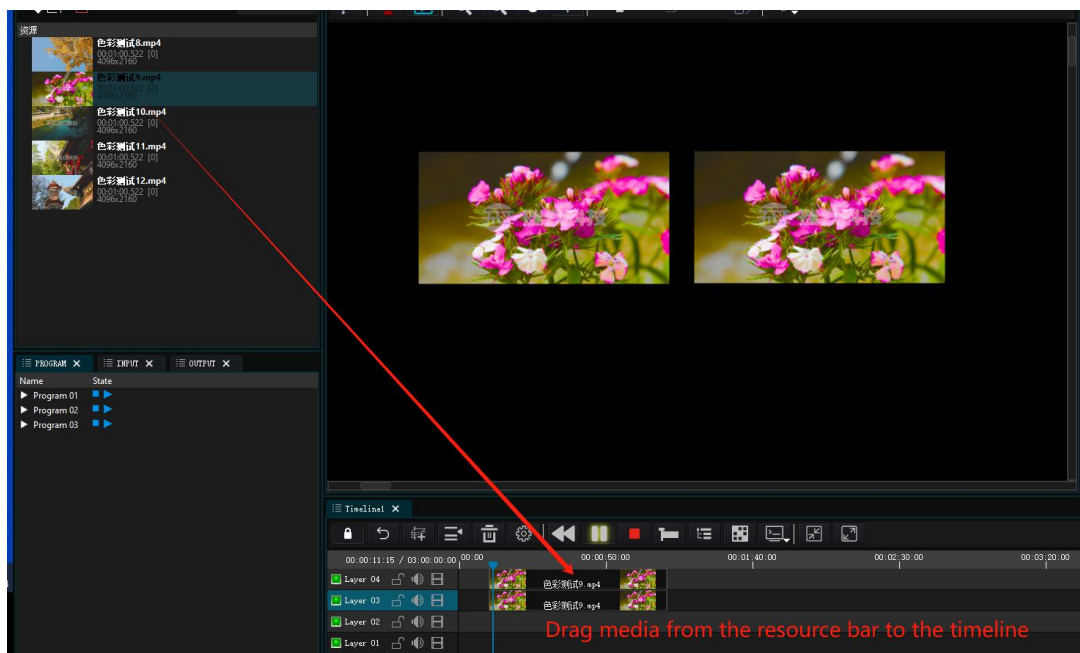 资源
色彩测试8.mp4
00:01:00.522 [0]
4096x2160
色彩测试9.mp4
00:01:00.522 [2]
4096x2160
色彩测试10.mp4
00:01:00.522 [0]
4096x2160
色彩测试11.mp4
00:01:00.522 [0]
4096x2160
色彩测试12.mp4
00:01:00.522 [0]
4096x2160
PROGRAM
INPUT
OUTPUT
Name State
Program 01
Program 02
Program 03
Timeline1
00:00:11:15 / 03:00:00:00
00:00 00:00:50:00 00:01:40:00 00:02:30:00 00:03:20:00
Layer 04 色彩测试9.mp4
Layer 03 色彩测试9.mp4
Layer 02
Layer 01
Drag media from the resource bar to the timeline